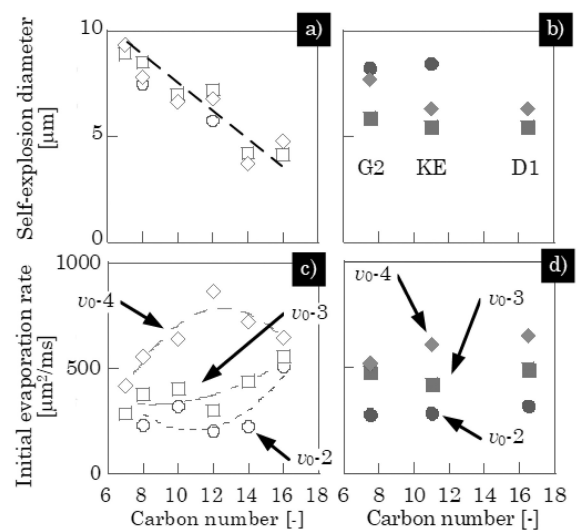 10
a)
b)
Self-explosion diameter
[μm]
5
G2
KE
D1
0
1000
c)
d)
v0-4
v0-3
v0-4
v0-3
Initial evaporation rate
[μm²/ms]
500
v0-2
v0-2
0
6 8 10 12 14 16 18
6 8 10 12 14 16 18
Carbon number [-]
Carbon number [-]